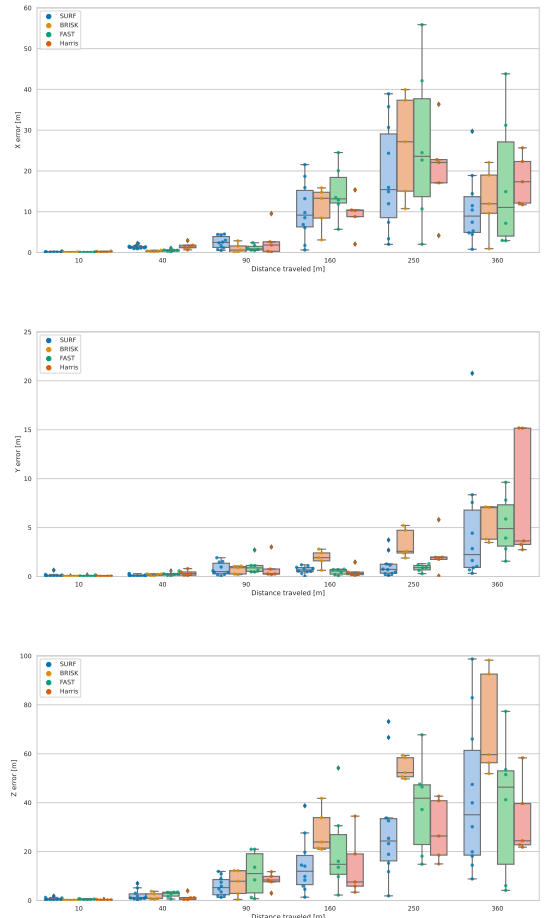 60
50
40
30
20
10
0
X error [m]
SURF
BRISK
FAST
Harris
10 40 90 160 250 360
Distance traveled [m]
25
20
15
10
5
0
Y error [m]
SURF
BRISK
FAST
Harris
10 40 90 160 250 360
Distance traveled [m]
100
80
60
40
20
0
Z error [m]
SURF
BRISK
FAST
Harris
10 40 90 160 250 360
Distance traveled [m]